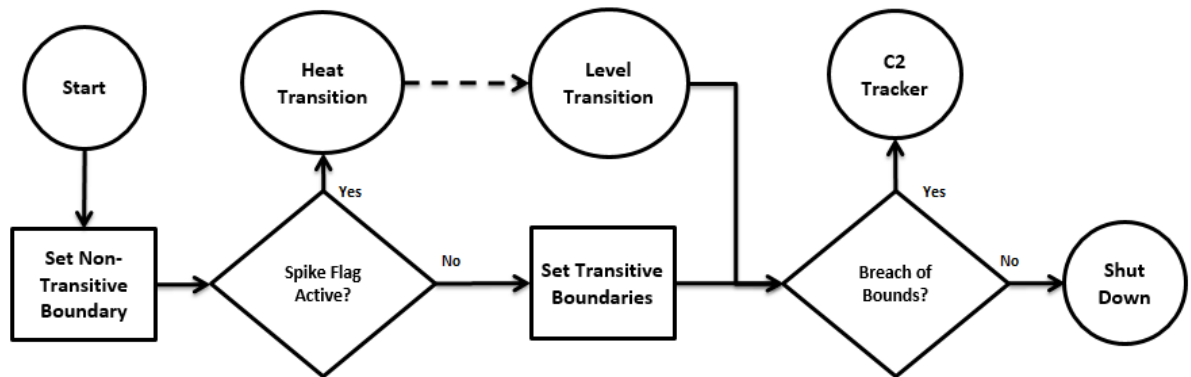 Start
Set Non-
Transitive
Boundary
Spike Flag
Active?
Yes
Heat
Transition
Level
Transition
No
Set Transitive
Boundaries
Breach of
Bounds?
Yes
C2
Tracker
No
Shut
Down